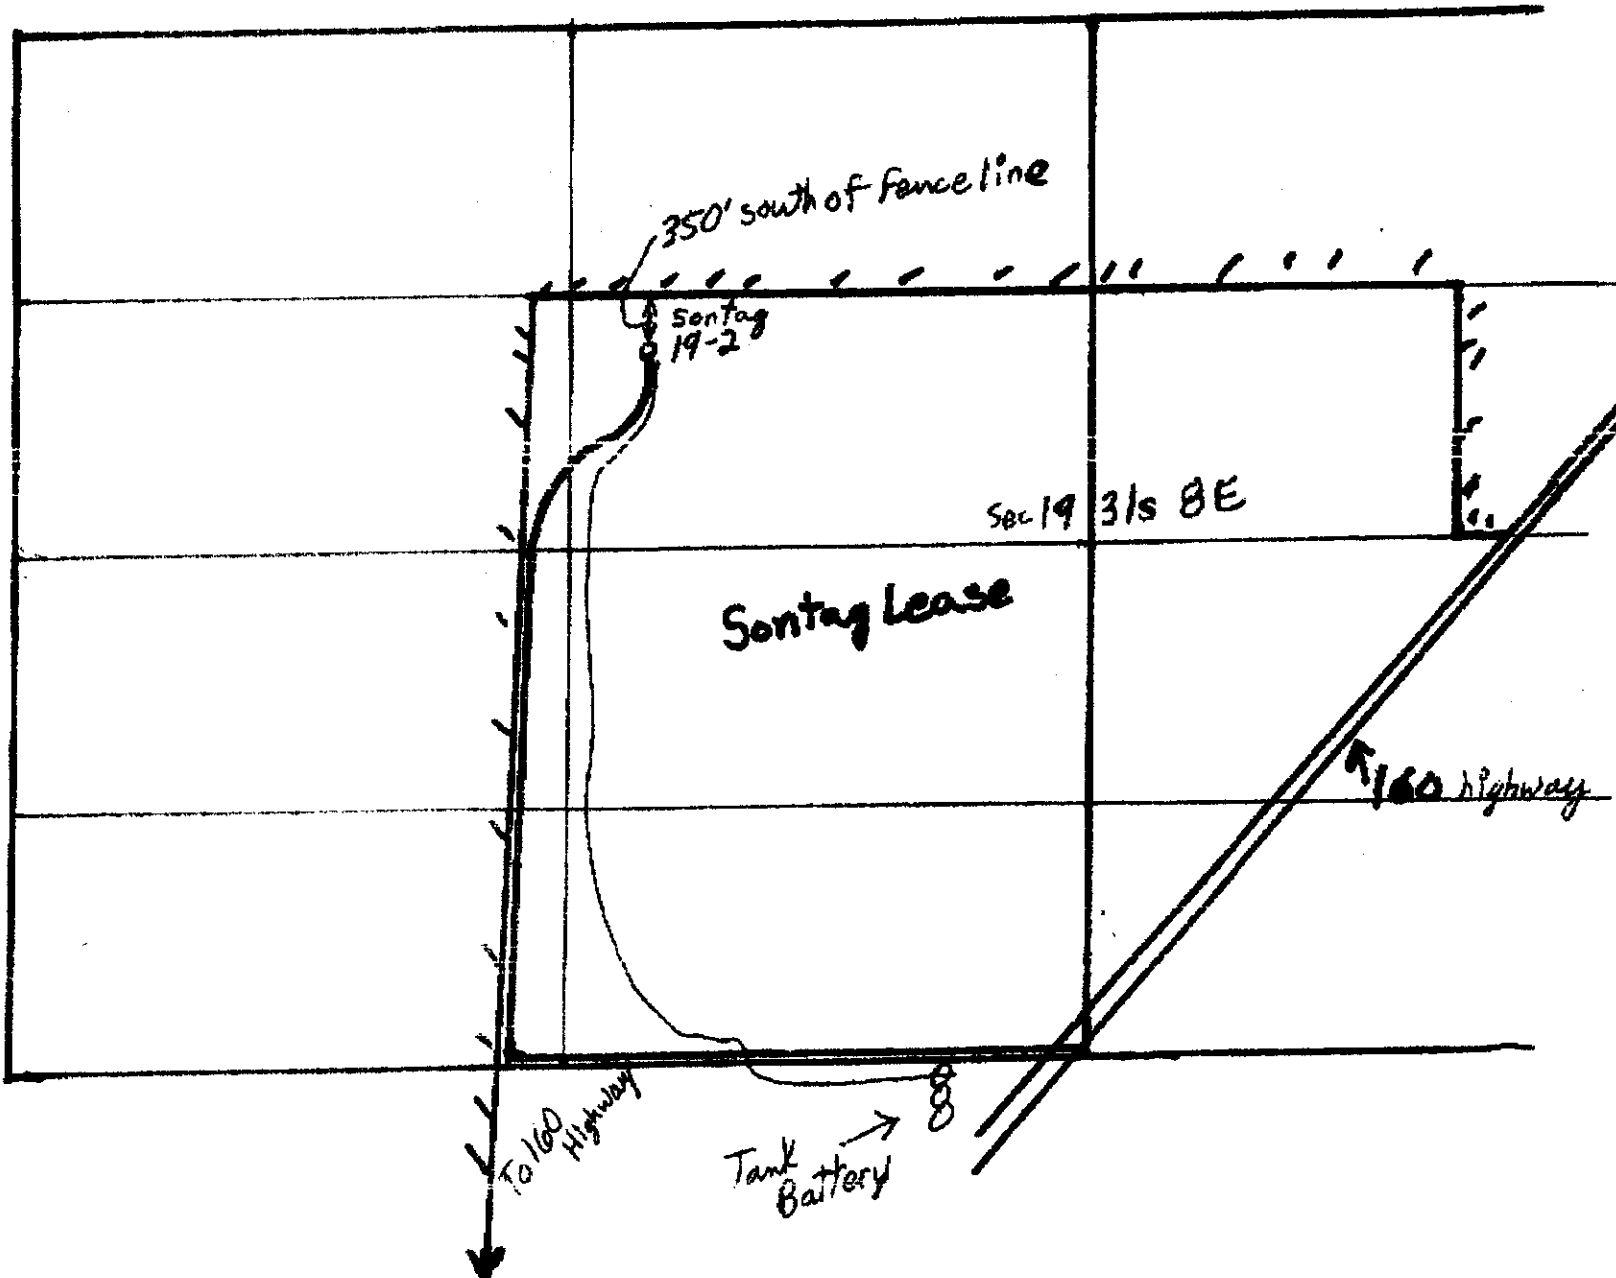 350' south of fence line
Sontag
19-2
Sec 19 31s 8E
Sontag Lease
160 highway
To 160
Highway
Tank
Battery